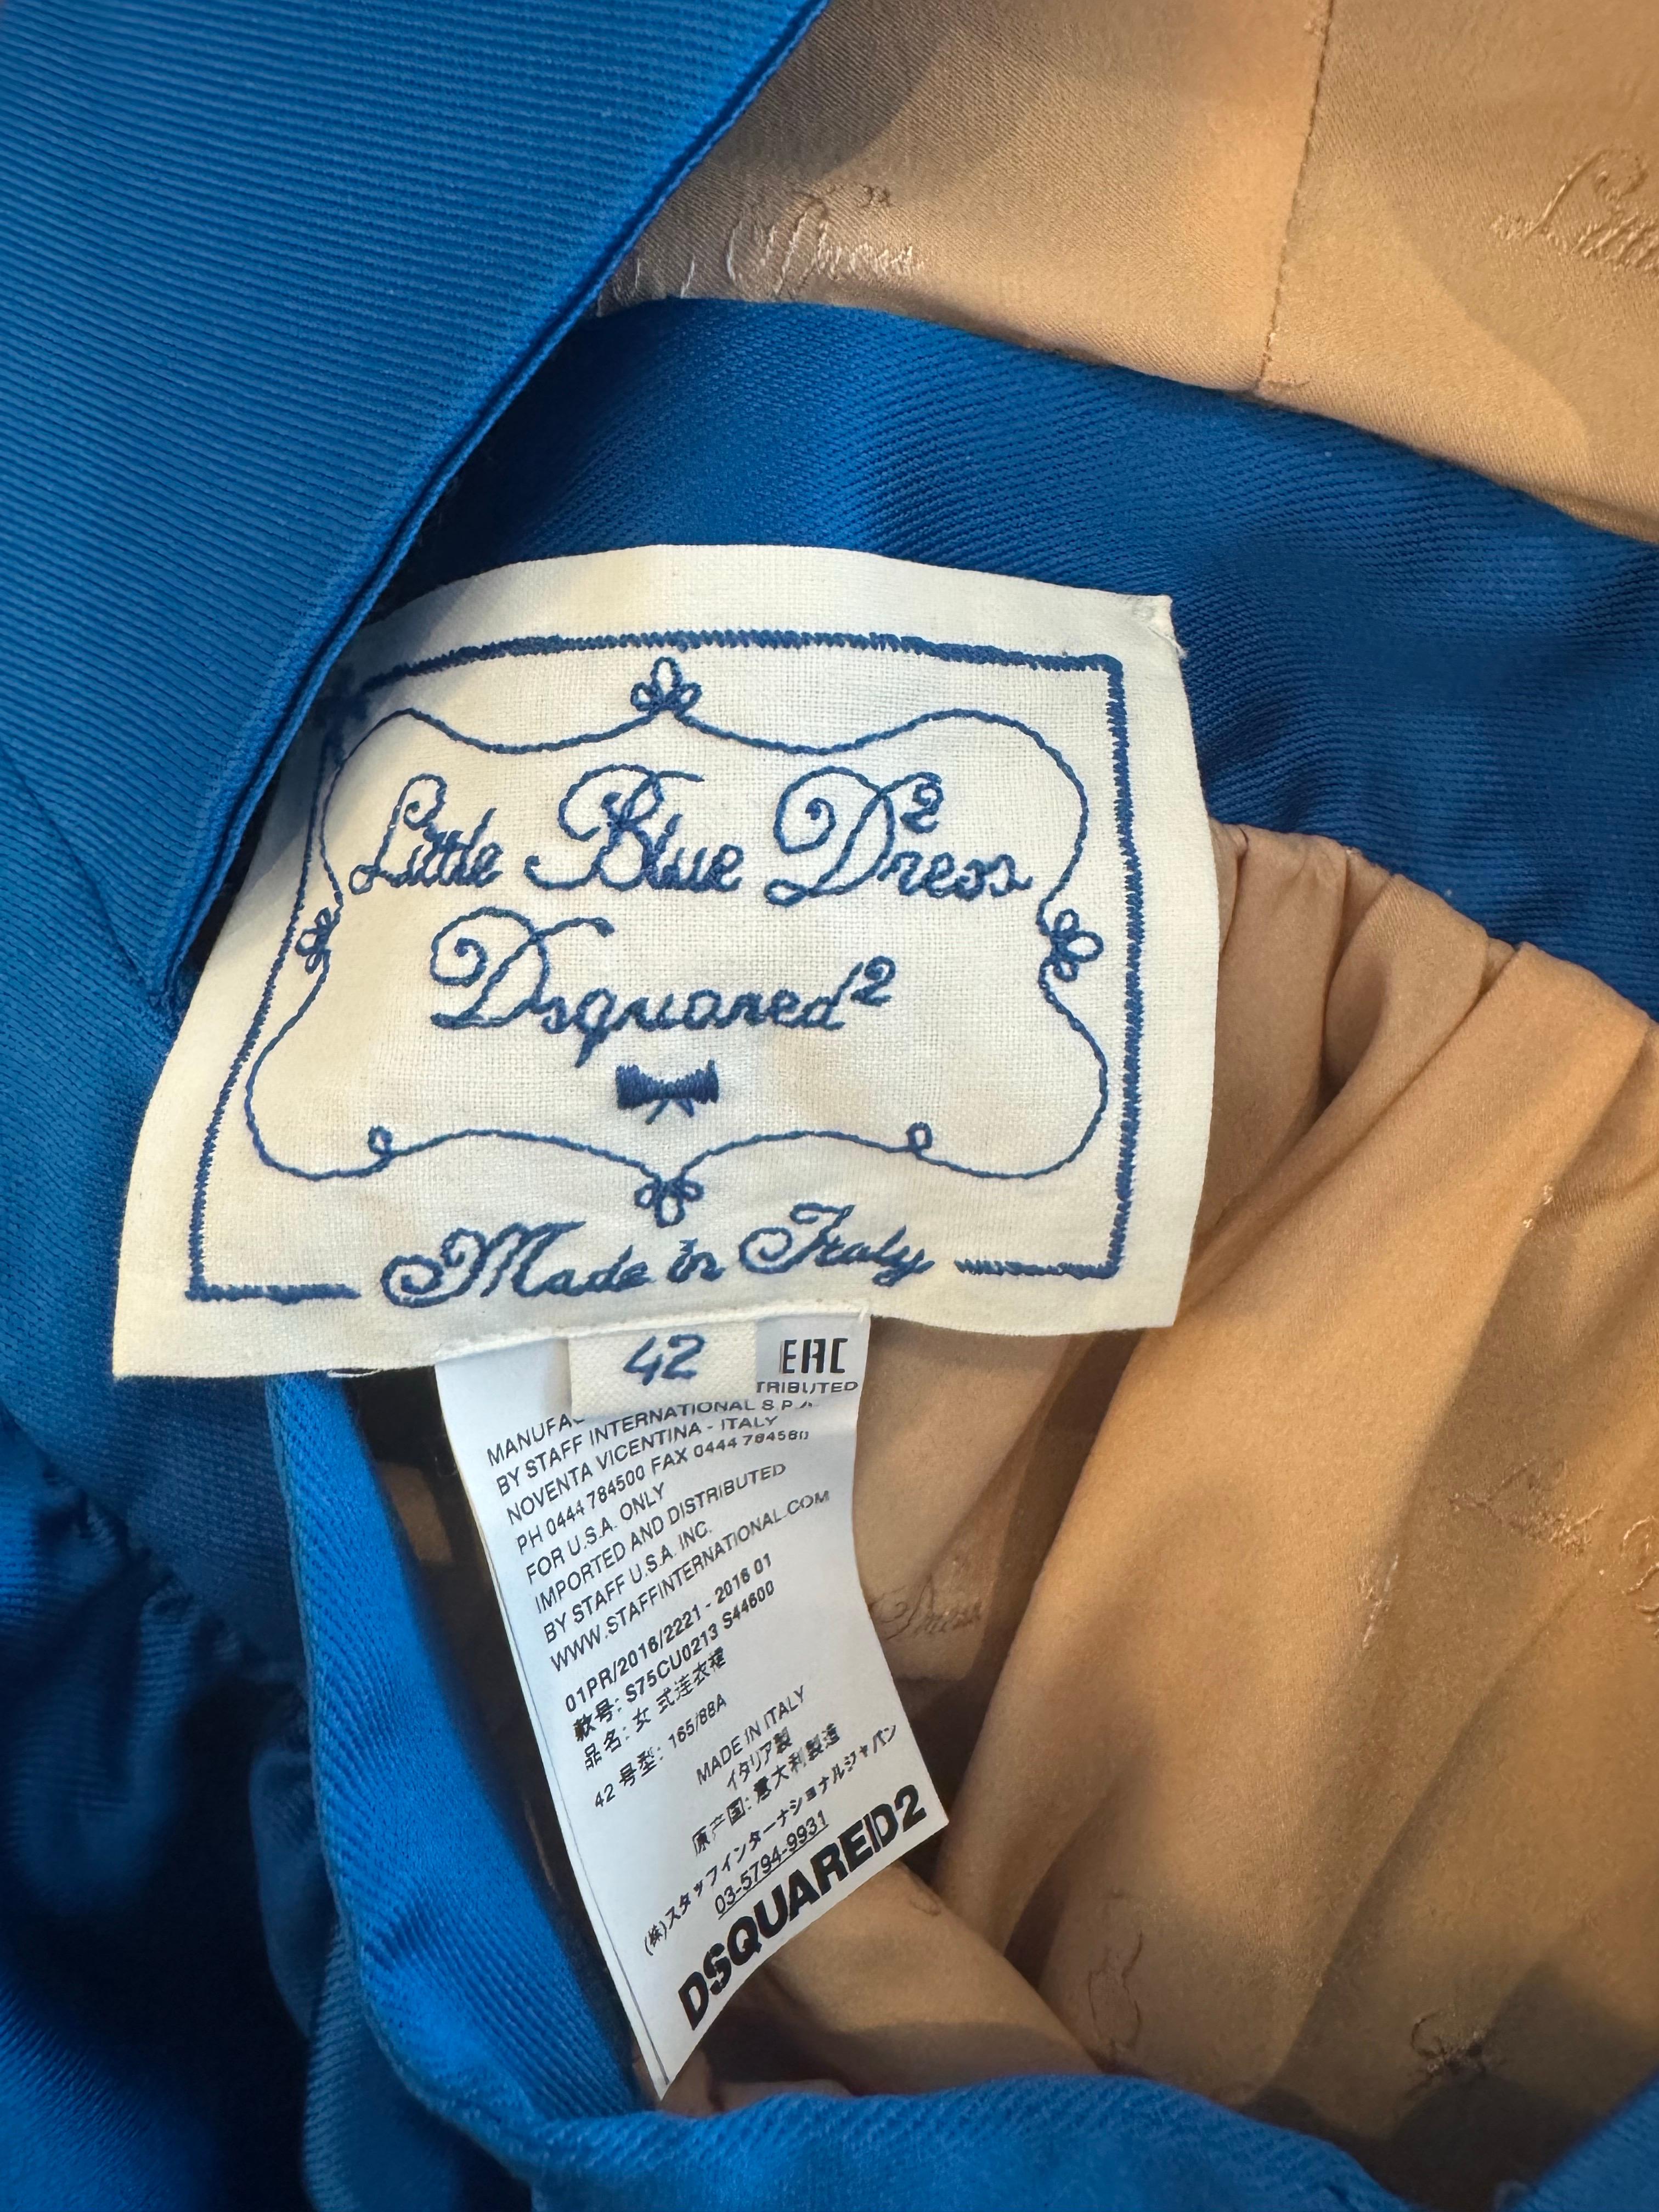 Little Blue D² Dress
Dsquared²
Made in Italy
42
EAC
TRIBUTED
BY STAFF INTERNATIONAL S.P.A.
NOVENTA VICENTINA - ITALY
PH 0444 784500 FAX 0444 784560
FOR U.S.A. ONLY
IMPORTED AND DISTRIBUTED
BY STAFF U.S.A. INC.
WWW.STAFFINTERNATIONAL.COM
01PR/2016/2221 - 2016 01
款号: S75CU0213 S44600
品名: 女 式连衣裙
42 号型: 165/88A
MADE IN ITALY
イタリア製
原产国: 意大利製造
(株)スタッフインターナショナルジャパン
03-5794-9931
DSQUARED2